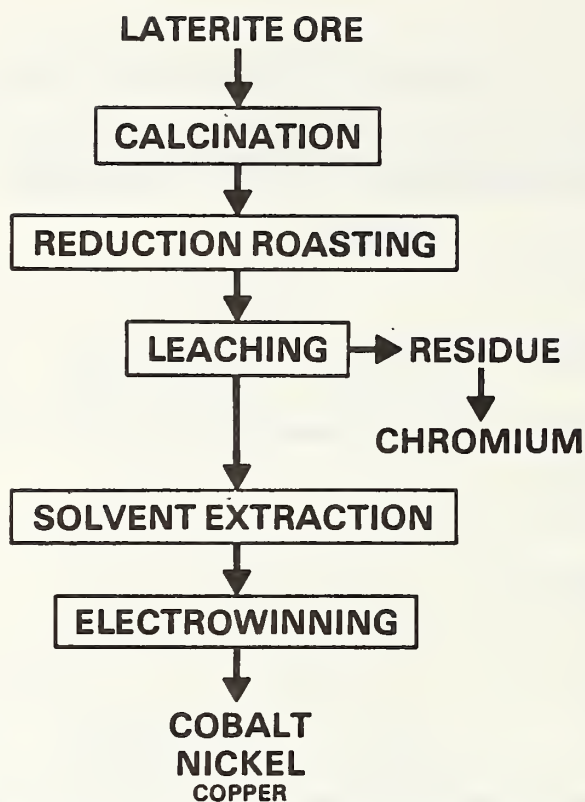 LATERITE ORE
CALCINATION
REDUCTION ROASTING
LEACHING
RESIDUE
CHROMIUM
SOLVENT EXTRACTION
ELECTROWINNING
COBALT
NICKEL
COPPER